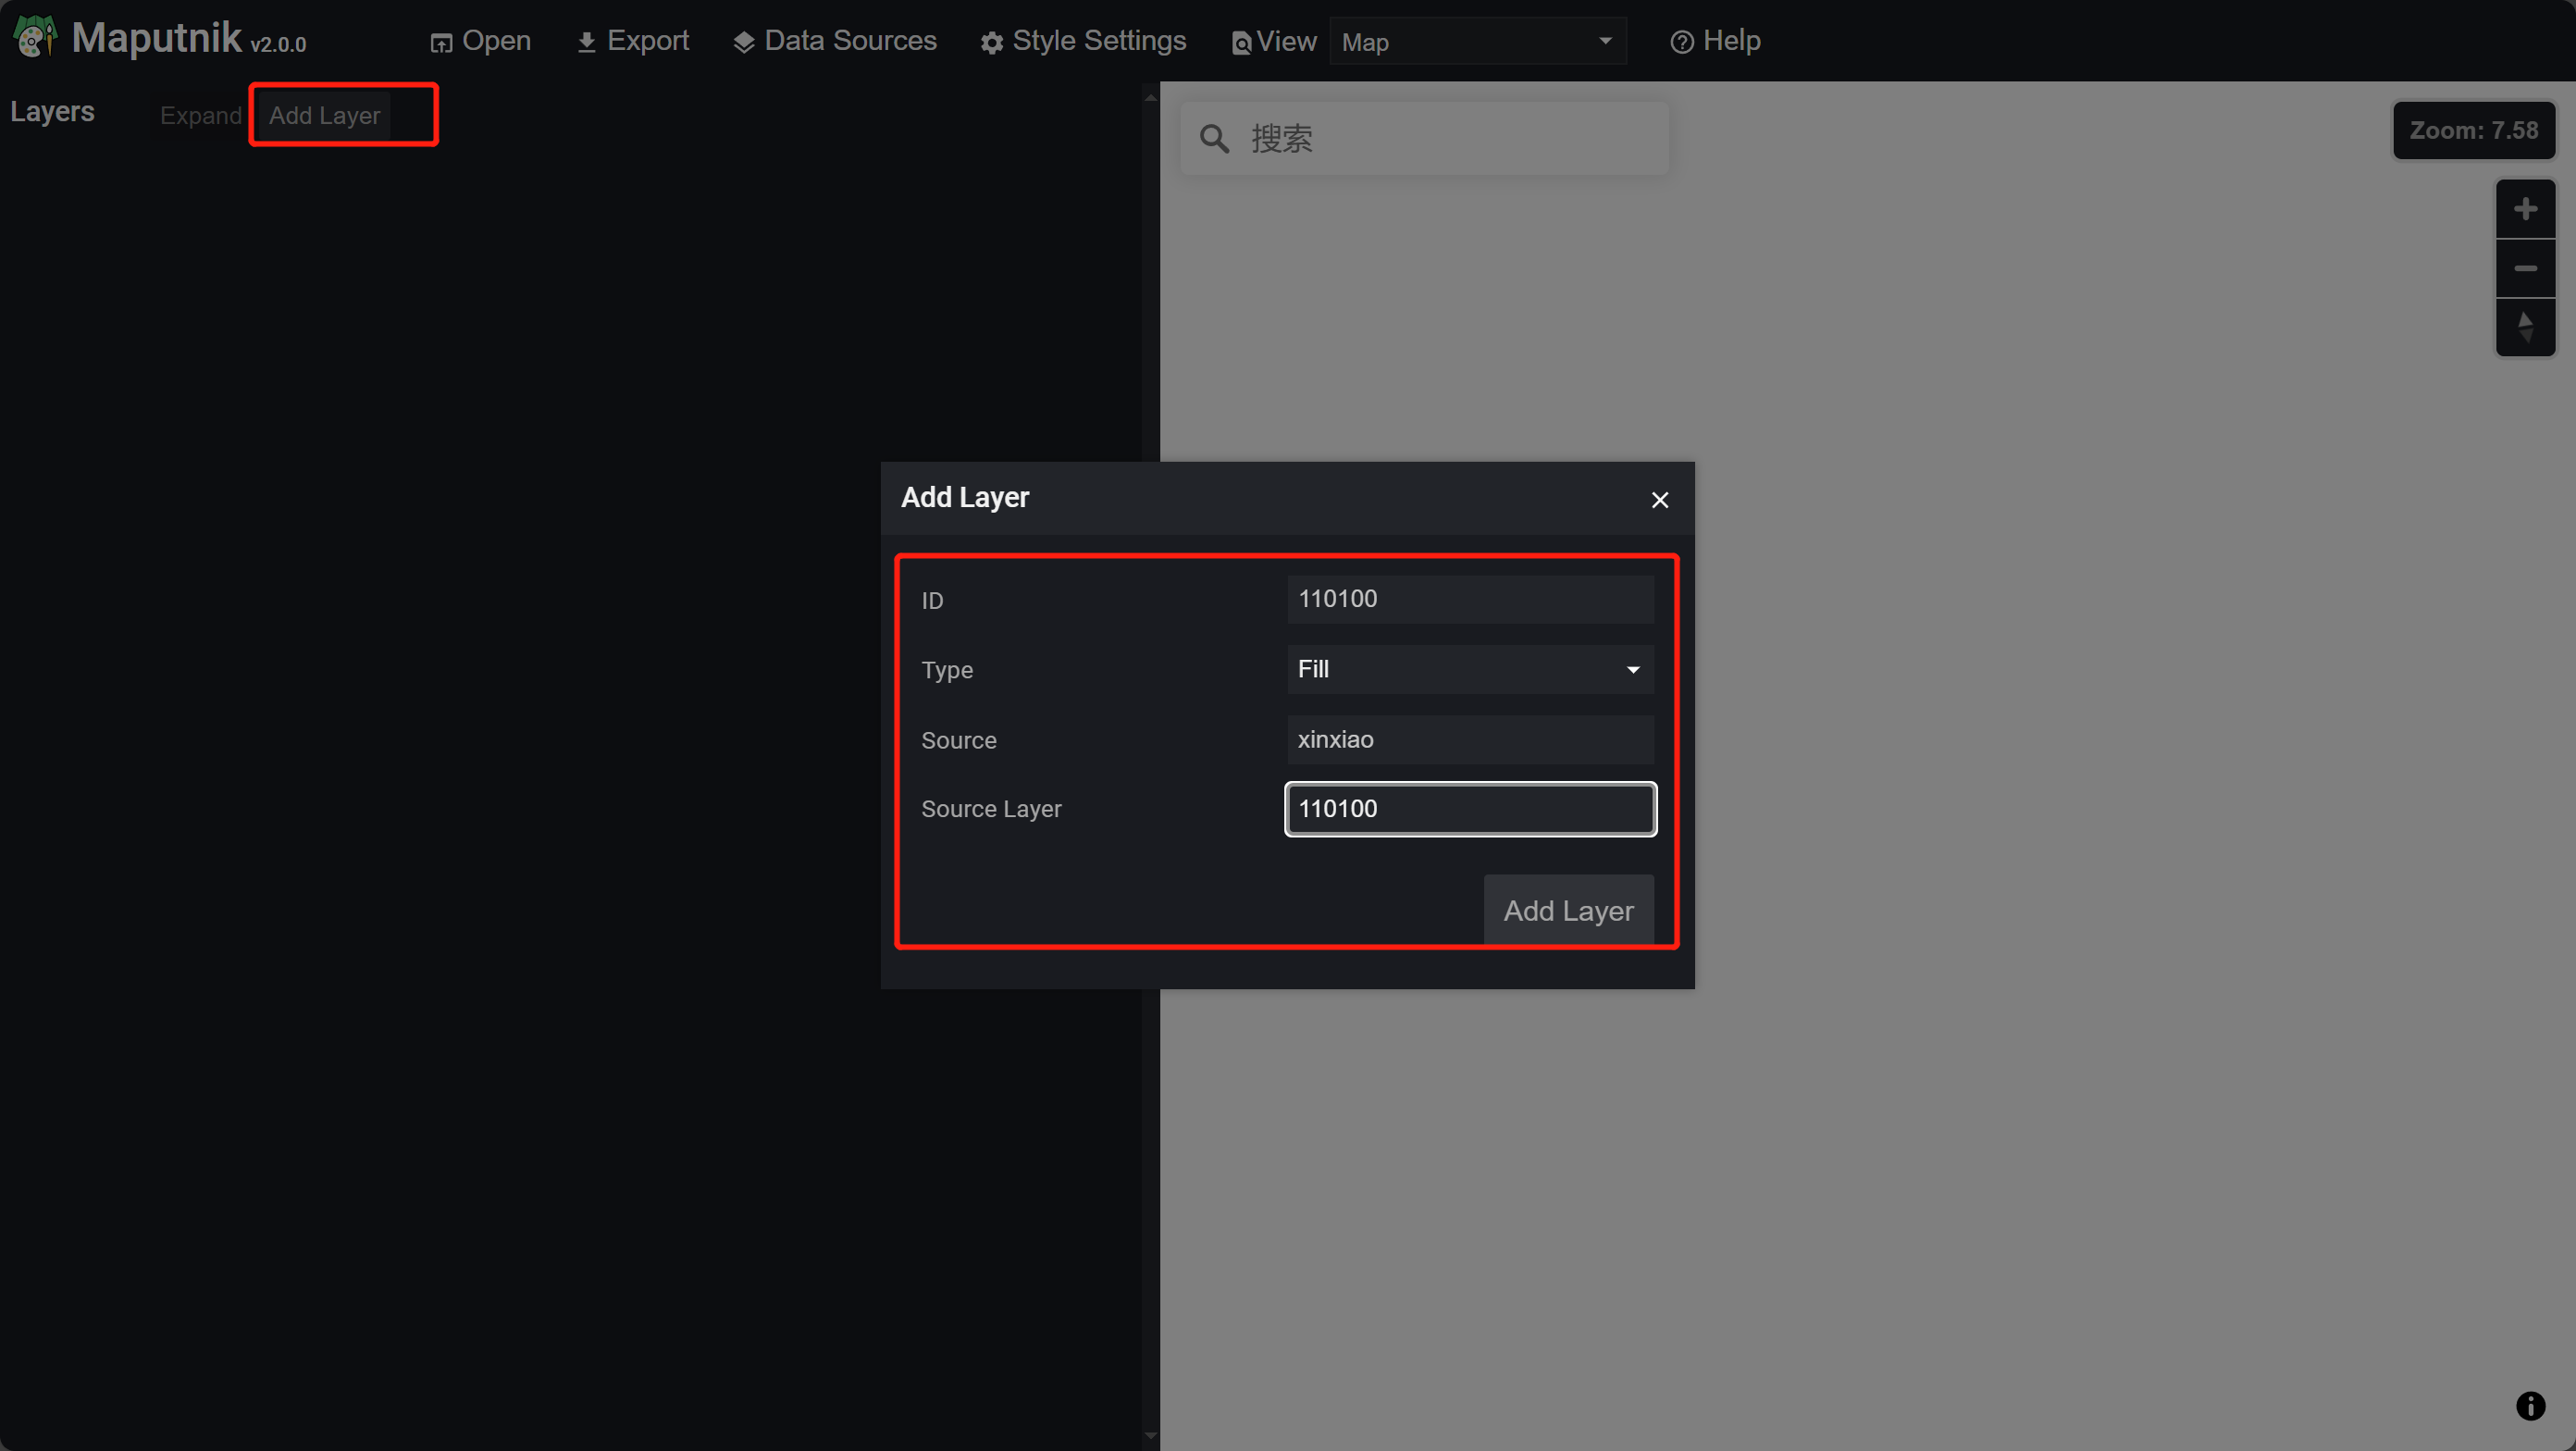 Maputnik v2.0.0
Open
Export
Data Sources
Style Settings
View
Map
Help
Layers
Expand
Add Layer
搜索
Zoom: 7.58
Add Layer
ID
110100
Type
Fill
Source
xinxiao
Source Layer
110100
Add Layer